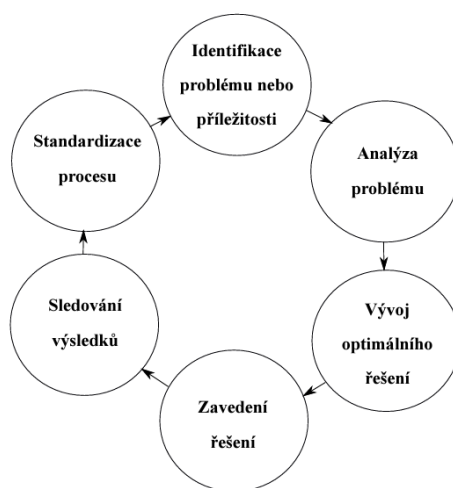 Identifikace
problému nebo
příležitosti
Analýza
problému
Vývoj
optimálního
řešení
Zavedení
řešení
Sledování
výsledků
Standardizace
procesu